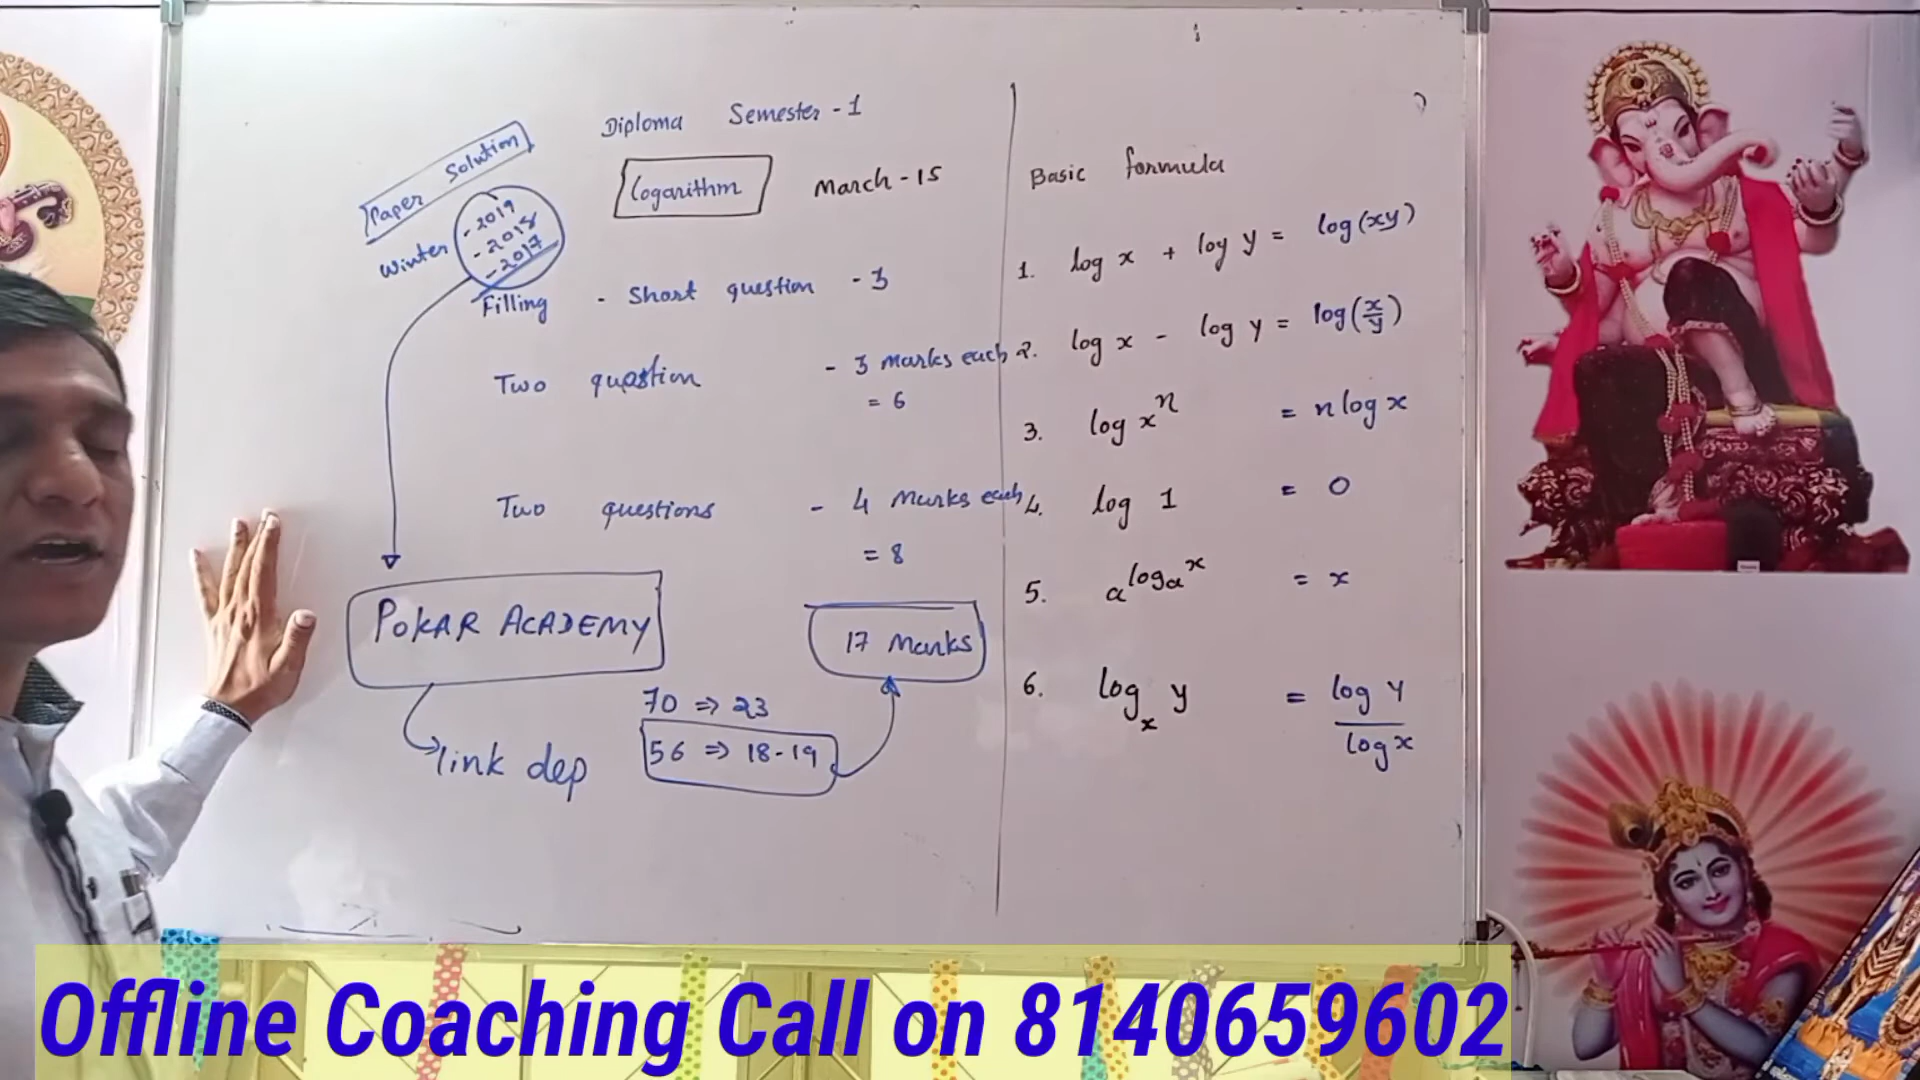 Diploma Semester - 1
Paper Solution
Logarithm March - 15
Winter - 2019
- 2018
- 2017
Filling - Short question - 3
Two question - 3 marks each
= 6
Two questions - 4 marks each
= 8
POKAR ACADEMY
17 Marks
70 => 23
56 => 18-19
link dep
Basic formula
1. log x + log y = log(xy)
2. log x - log y = log(x/y)
3. log x^n = n log x
4. log 1 = 0
5. a^log_a x = x
6. log_x y = log y / log x
Offline Coaching Call on 8140659602